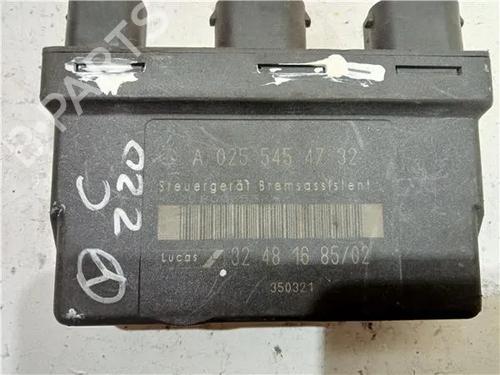 A 025 545 47 32
Steuergerät Bremsassistent
Lucas 32 48 16 85/02
350321
C 220
B-PARTS